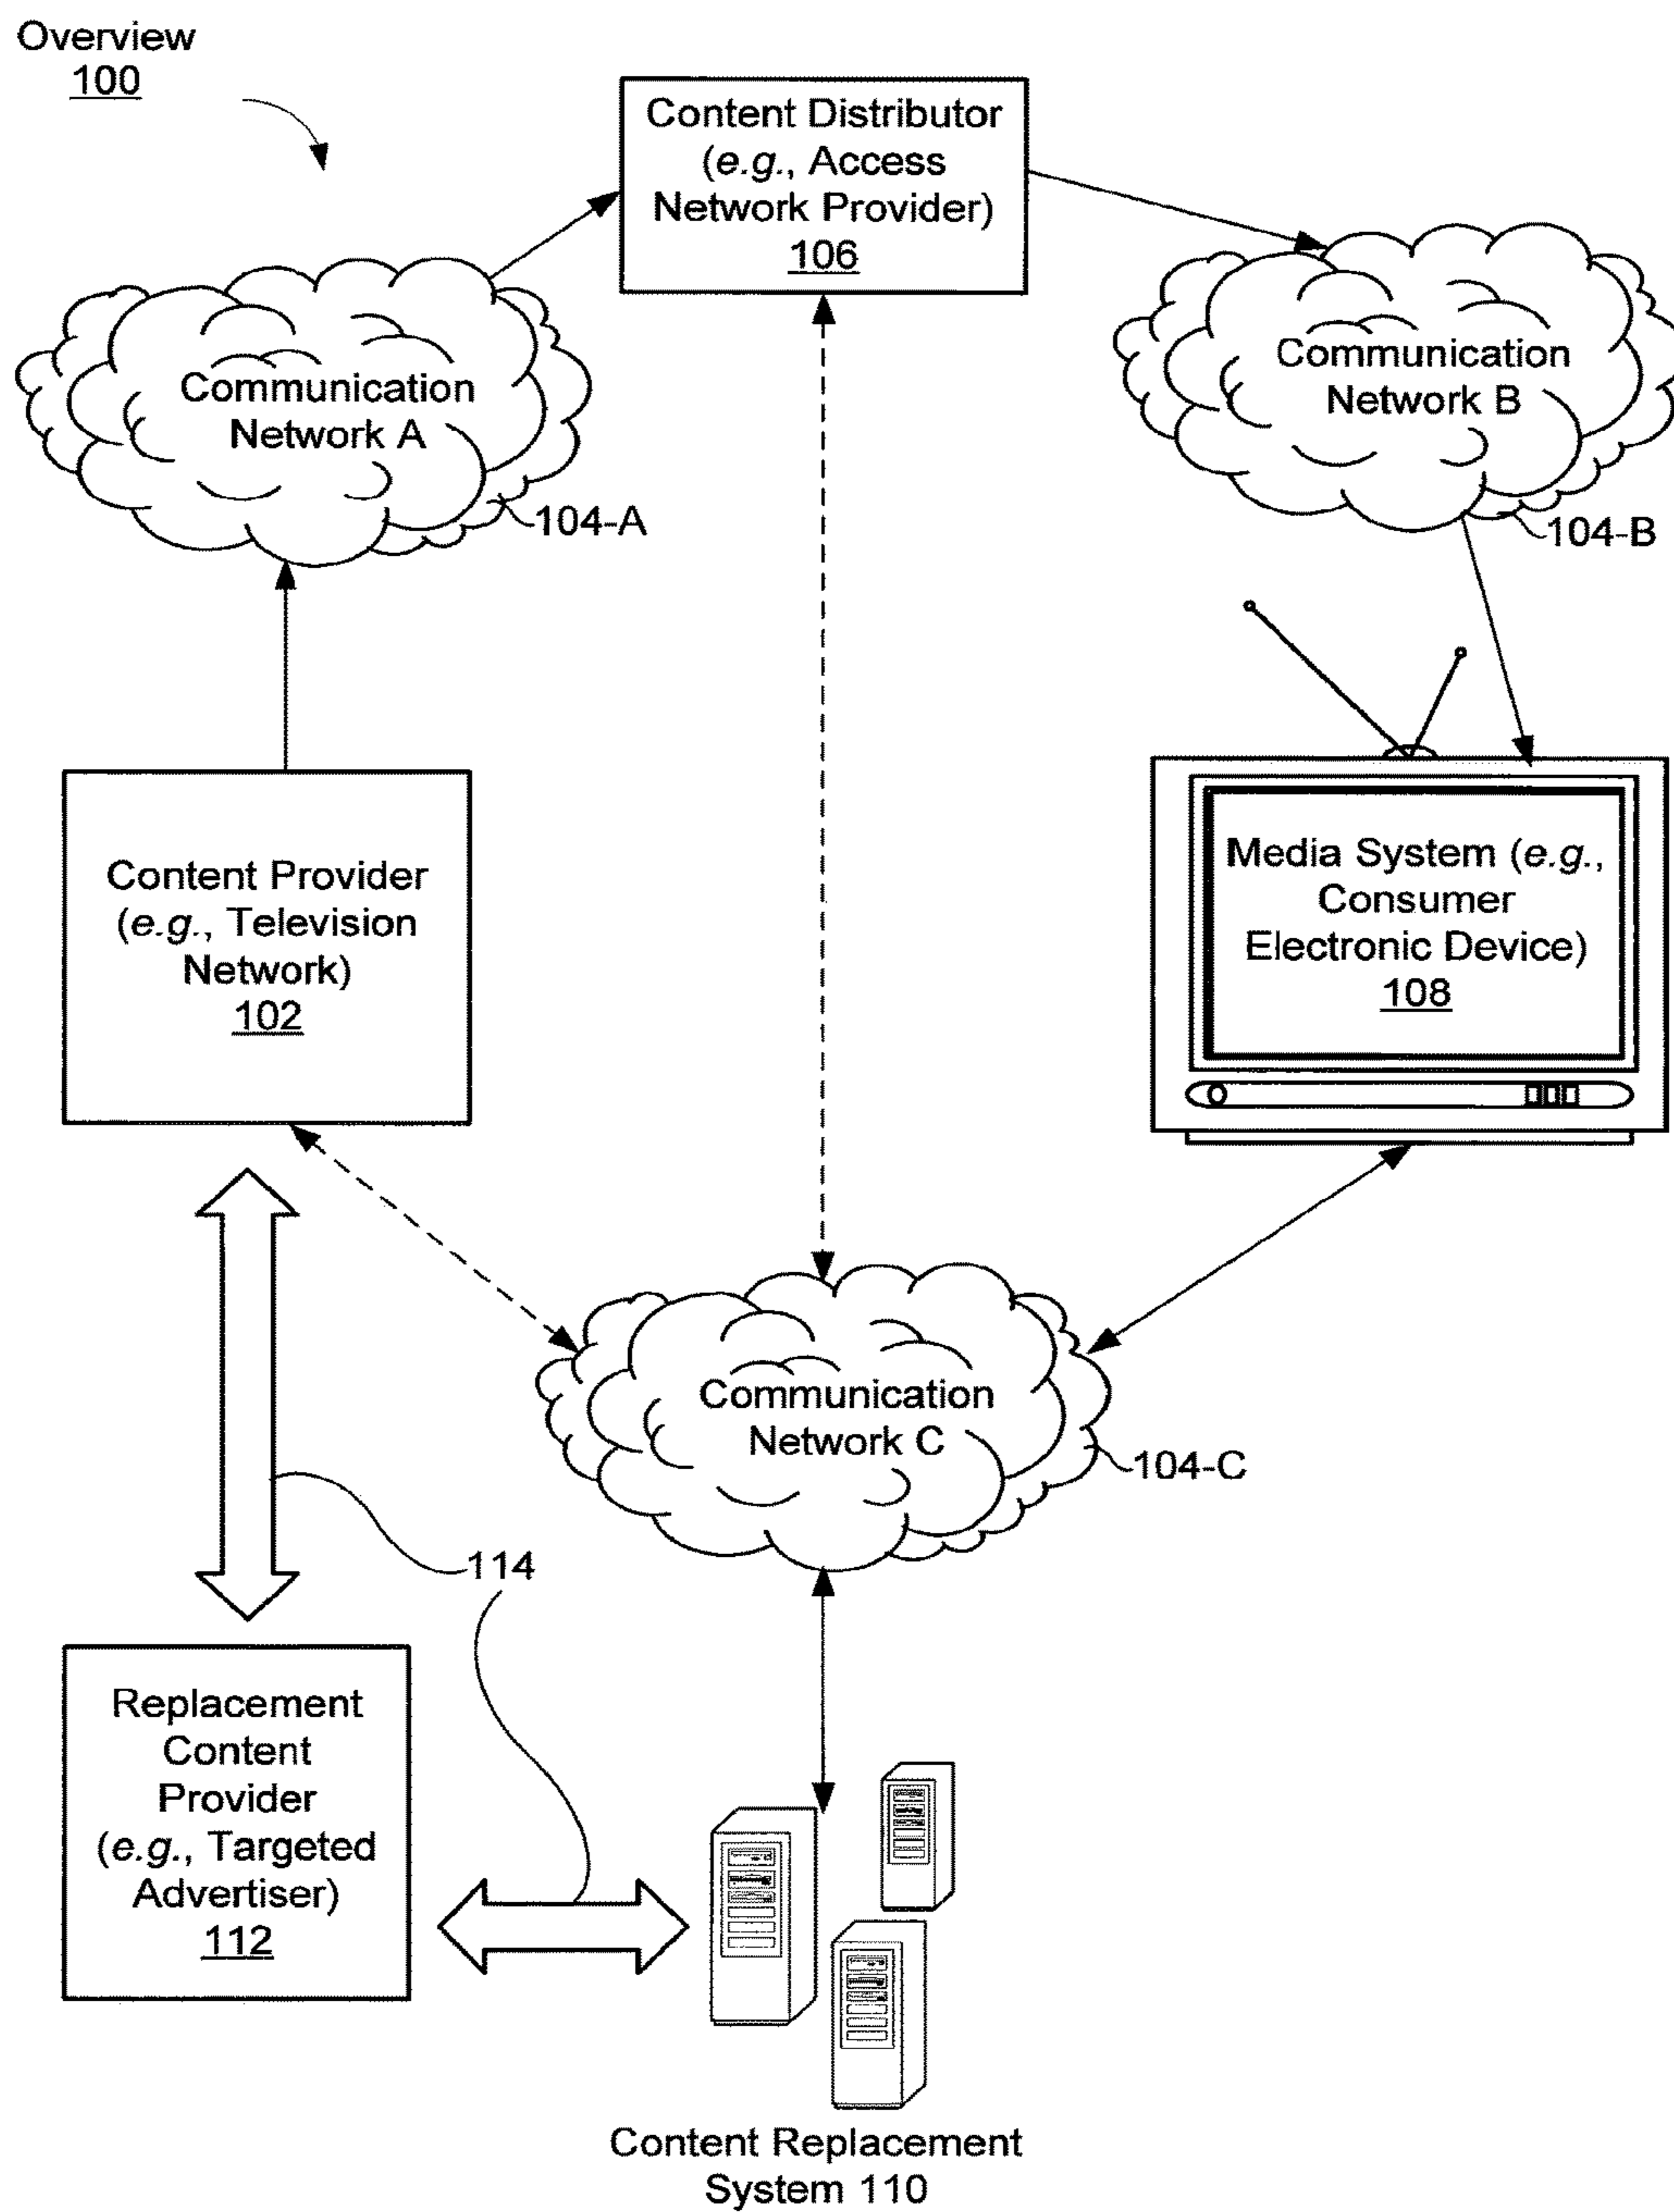 Overview
100
Content Distributor
(e.g., Access
Network Provider)
106
Communication
Network A
104-A
Communication
Network B
104-B
Content Provider
(e.g., Television
Network)
102
Media System (e.g.,
Consumer
Electronic Device)
108
Communication
Network C
104-C
114
Replacement
Content
Provider
(e.g., Targeted
Advertiser)
112
Content Replacement
System 110